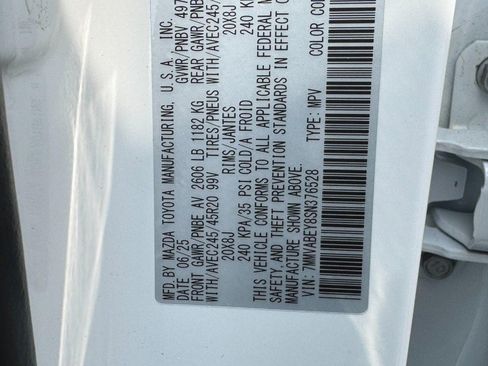 MFD. BY MAZDA TOYOTA MANUFACTURING, U.S.A., INC.
DATE 06/25 GVWR/PNBV 497
FRONT GAWR/PNBE AV 2606 LB 1182 KG REAR GAWR/PNB
WITH/AVEC245/45R20 99V TIRES/PNEUS WITH/AVEC245/
20X8J RIMS/JANTES 20X8J
240 KPA/35 PSI COLD/A FROID 240 KP
THIS VEHICLE CONFORMS TO ALL APPLICABLE FEDERAL
SAFETY, AND THEFT PREVENTION STANDARDS IN EFFECT O
MANUFACTURE SHOWN ABOVE.
VIN: 7MMVABEY8SN376528 TYPE: MPV COLOR CO